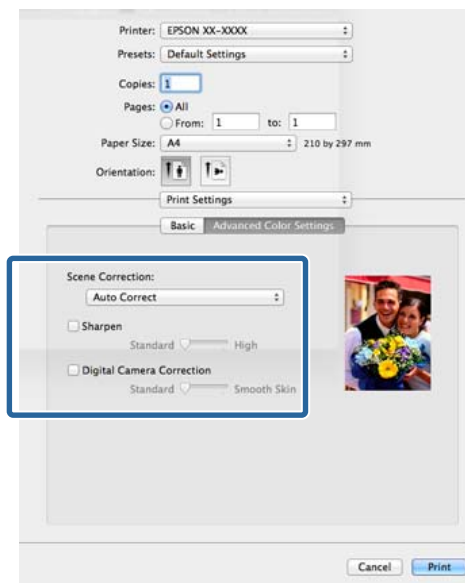 Printer: EPSON XX-XXXX
Presets: Default Settings
Copies: 1
Pages: All
From: 1 to: 1
Paper Size: A4 210 by 297 mm
Orientation:
Print Settings
Basic Advanced Color Settings
Scene Correction:
Auto Correct
Sharpen
Standard High
Digital Camera Correction
Standard Smooth Skin
Cancel Print